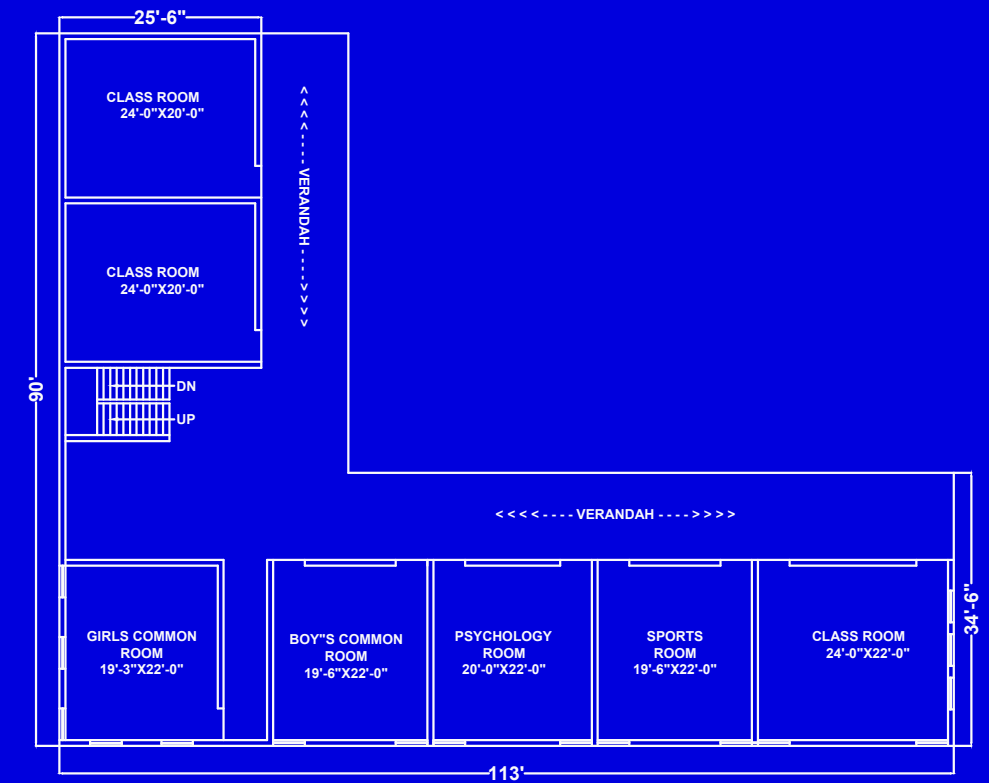 25'-6"
CLASS ROOM
24'-0"X20'-0"
< < < < - - - - - VERANDAH - - - - - > > > >
CLASS ROOM
24'-0"X20'-0"
90'
DN
UP
< < < < - - - - VERANDAH - - - - > > > >
GIRLS COMMON
ROOM
19'-3"X22'-0"
BOY"S COMMON
ROOM
19'-6"X22'-0"
PSYCHOLOGY
ROOM
20'-0"X22'-0"
SPORTS
ROOM
19'-6"X22'-0"
CLASS ROOM
24'-0"X22'-0"
34'-6"
113'